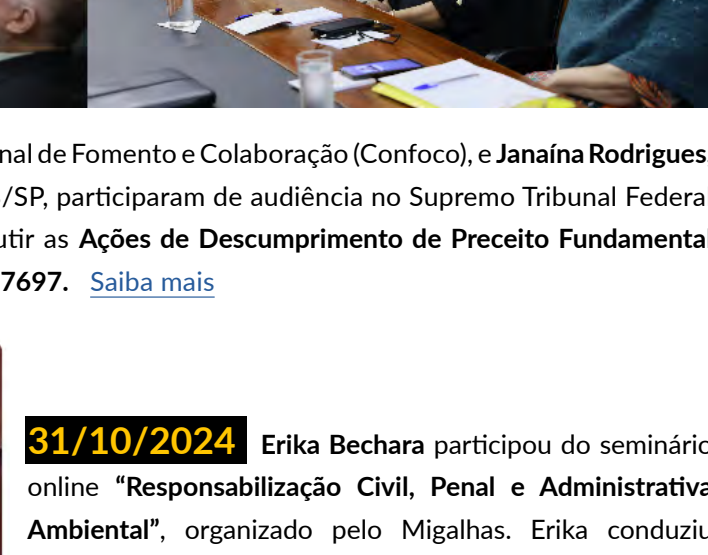 nal de Fomento e Colaboração (Confoco), e Janaína Rodrigues
/SP, participaram de audiência no Supremo Tribunal Federal
utir as Ações de Descumprimento de Preceito Fundamental
7697. Saiba mais
31/10/2024 Erika Bechara participou do seminário
online “Responsabilização Civil, Penal e Administrativa
Ambiental”, organizado pelo Migalhas. Erika conduziu